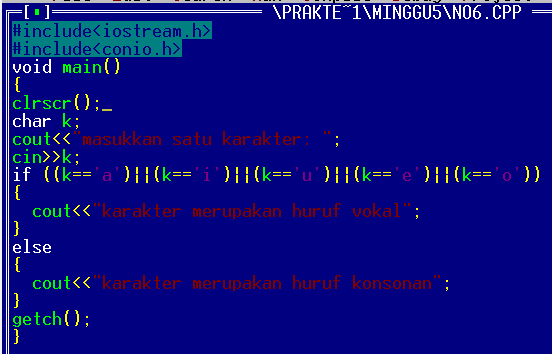 [■] \PRAKTE~1\MINGGU5\NO6.CPP
#include<iostream.h>
#include<conio.h>
void main()
{
clrscr();_
char k;
cout<<"masukkan satu karakter: ";
cin>>k;
if ((k=='a')||(k=='i')||(k=='u')||(k=='e')||(k=='o'))
{
  cout<<"karakter merupakan huruf vokal";
}
else
{
  cout<<"karakter merupakan huruf konsonan";
}
getch();
}